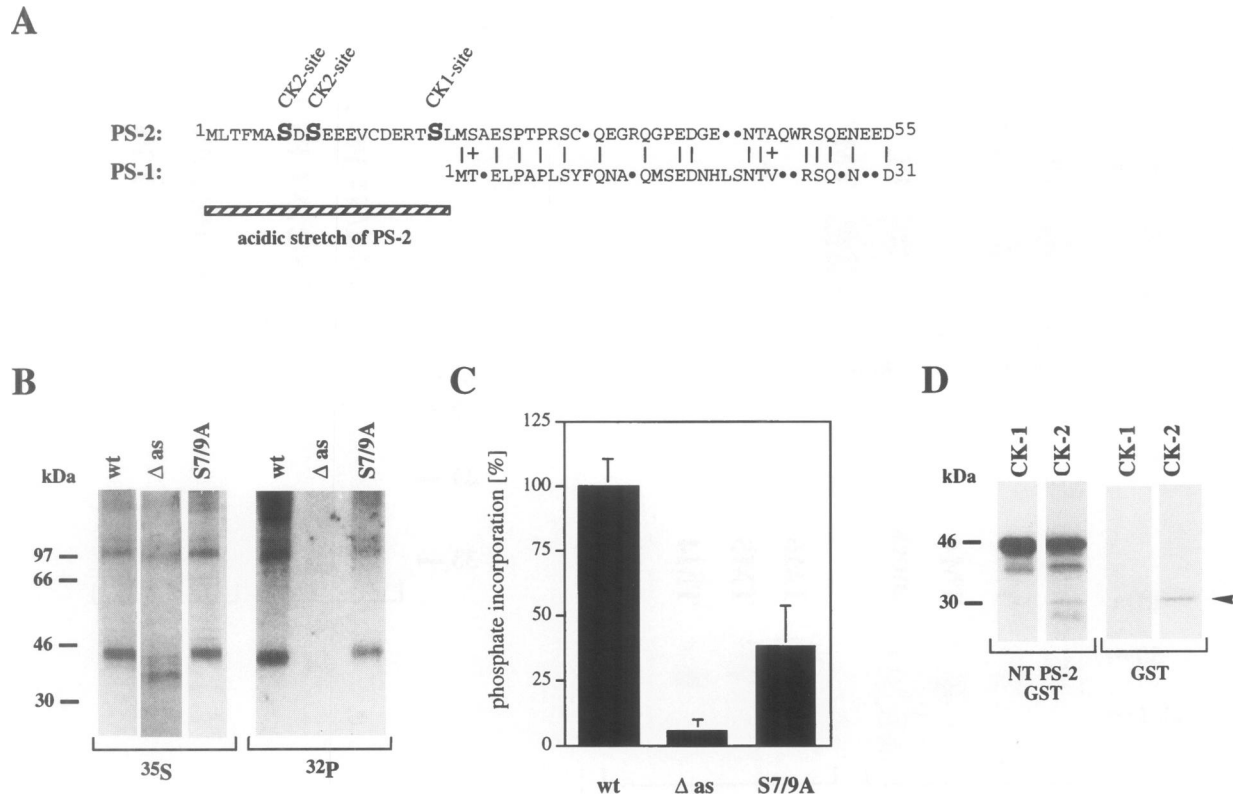 A
CK2-site
CK2-site
CK1-site
PS-2: 1MLTFMASDSEEEVCDERTSLMSAESPTPRSC•QEGRQGPEDGE••NTAQWRSQENEED55
PS-1: 1MT•ELPAPLSYFQNA•QMSEDNHLSNTV••RSQ•N••D31
acidic stretch of PS-2
B
wt
Δ as
S7/9A
wt
Δ as
S7/9A
kDa
97
66
46
30
35S
32P
C
phosphate incorporation [%]
125
100
75
50
25
0
wt
Δ as
S7/9A
D
CK-1
CK-2
CK-1
CK-2
kDa
46
30
NT PS-2
GST
GST